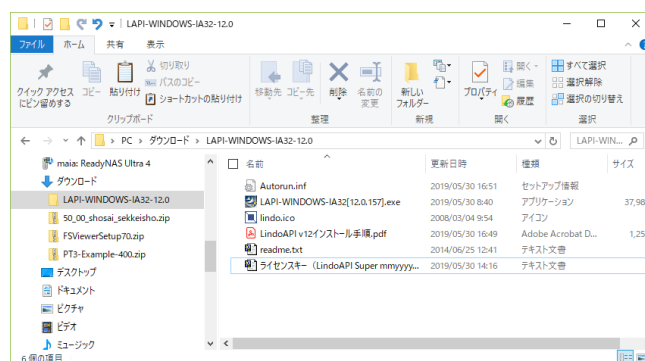 LAPI-WINDOWS-IA32-12.0
ファイル ホーム 共有 表示
クイック アクセスにピン留めする
コピー
貼り付け
切り取り
パスのコピー
ショートカットの貼り付け
クリップボード
移動先 コピー先 削除 名前の変更
整理
新しいフォルダー
新規
プロパティ
開く
編集
履歴
開く
すべて選択
選択解除
選択の切り替え
選択
PC > ダウンロード > LAPI-WINDOWS-IA32-12.0
LAPI-WIN...
maia: ReadyNAS Ultra 4
ダウンロード
LAPI-WINDOWS-IA32-12.0
50_00_shosai_sekkeisho.zip
FSViewerSetup70.zip
PT3-Example-400.zip
デスクトップ
ドキュメント
ピクチャ
ビデオ
ミュージック
名前 更新日時 種類 サイズ
Autorun.inf 2019/05/30 16:51 セットアップ情報
LAPI-WINDOWS-IA32[12.0.157].exe 2019/05/30 8:40 アプリケーション 37,98
lindo.ico 2008/03/04 9:54 アイコン
LindoAPI v12インストール手順.pdf 2019/05/30 16:49 Adobe Acrobat D... 1,25
readme.txt 2014/06/25 12:41 テキスト文書
ライセンスキー（LindoAPI Super mmyyyy... 2019/05/30 14:16 テキスト文書
6 個の項目